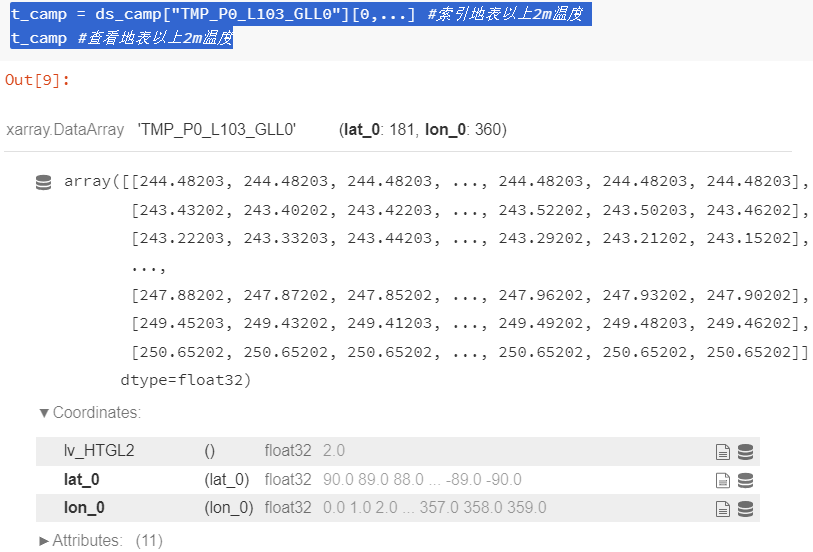 t_camp = ds_camp["TMP_P0_L103_GLL0"][0,...] #索引地表以上2m温度
t_camp #查看地表以上2m温度
Out[9]:
xarray.DataArray 'TMP_P0_L103_GLL0' (lat_0: 181, lon_0: 360)
array([[244.48203, 244.48203, 244.48203, ..., 244.48203, 244.48203, 244.48203],
[243.43202, 243.40202, 243.42203, ..., 243.52202, 243.50203, 243.46202],
[243.22203, 243.33203, 243.44203, ..., 243.29202, 243.21202, 243.15202],
...,
[247.88202, 247.87202, 247.85202, ..., 247.96202, 247.93202, 247.90202],
[249.45203, 249.43202, 249.41203, ..., 249.49202, 249.48203, 249.46202],
[250.65202, 250.65202, 250.65202, ..., 250.65202, 250.65202, 250.65202]]
dtype=float32)
▼Coordinates:
lv_HTGL2 () float32 2.0
lat_0 (lat_0) float32 90.0 89.0 88.0 ... -89.0 -90.0
lon_0 (lon_0) float32 0.0 1.0 2.0 ... 357.0 358.0 359.0
►Attributes: (11)